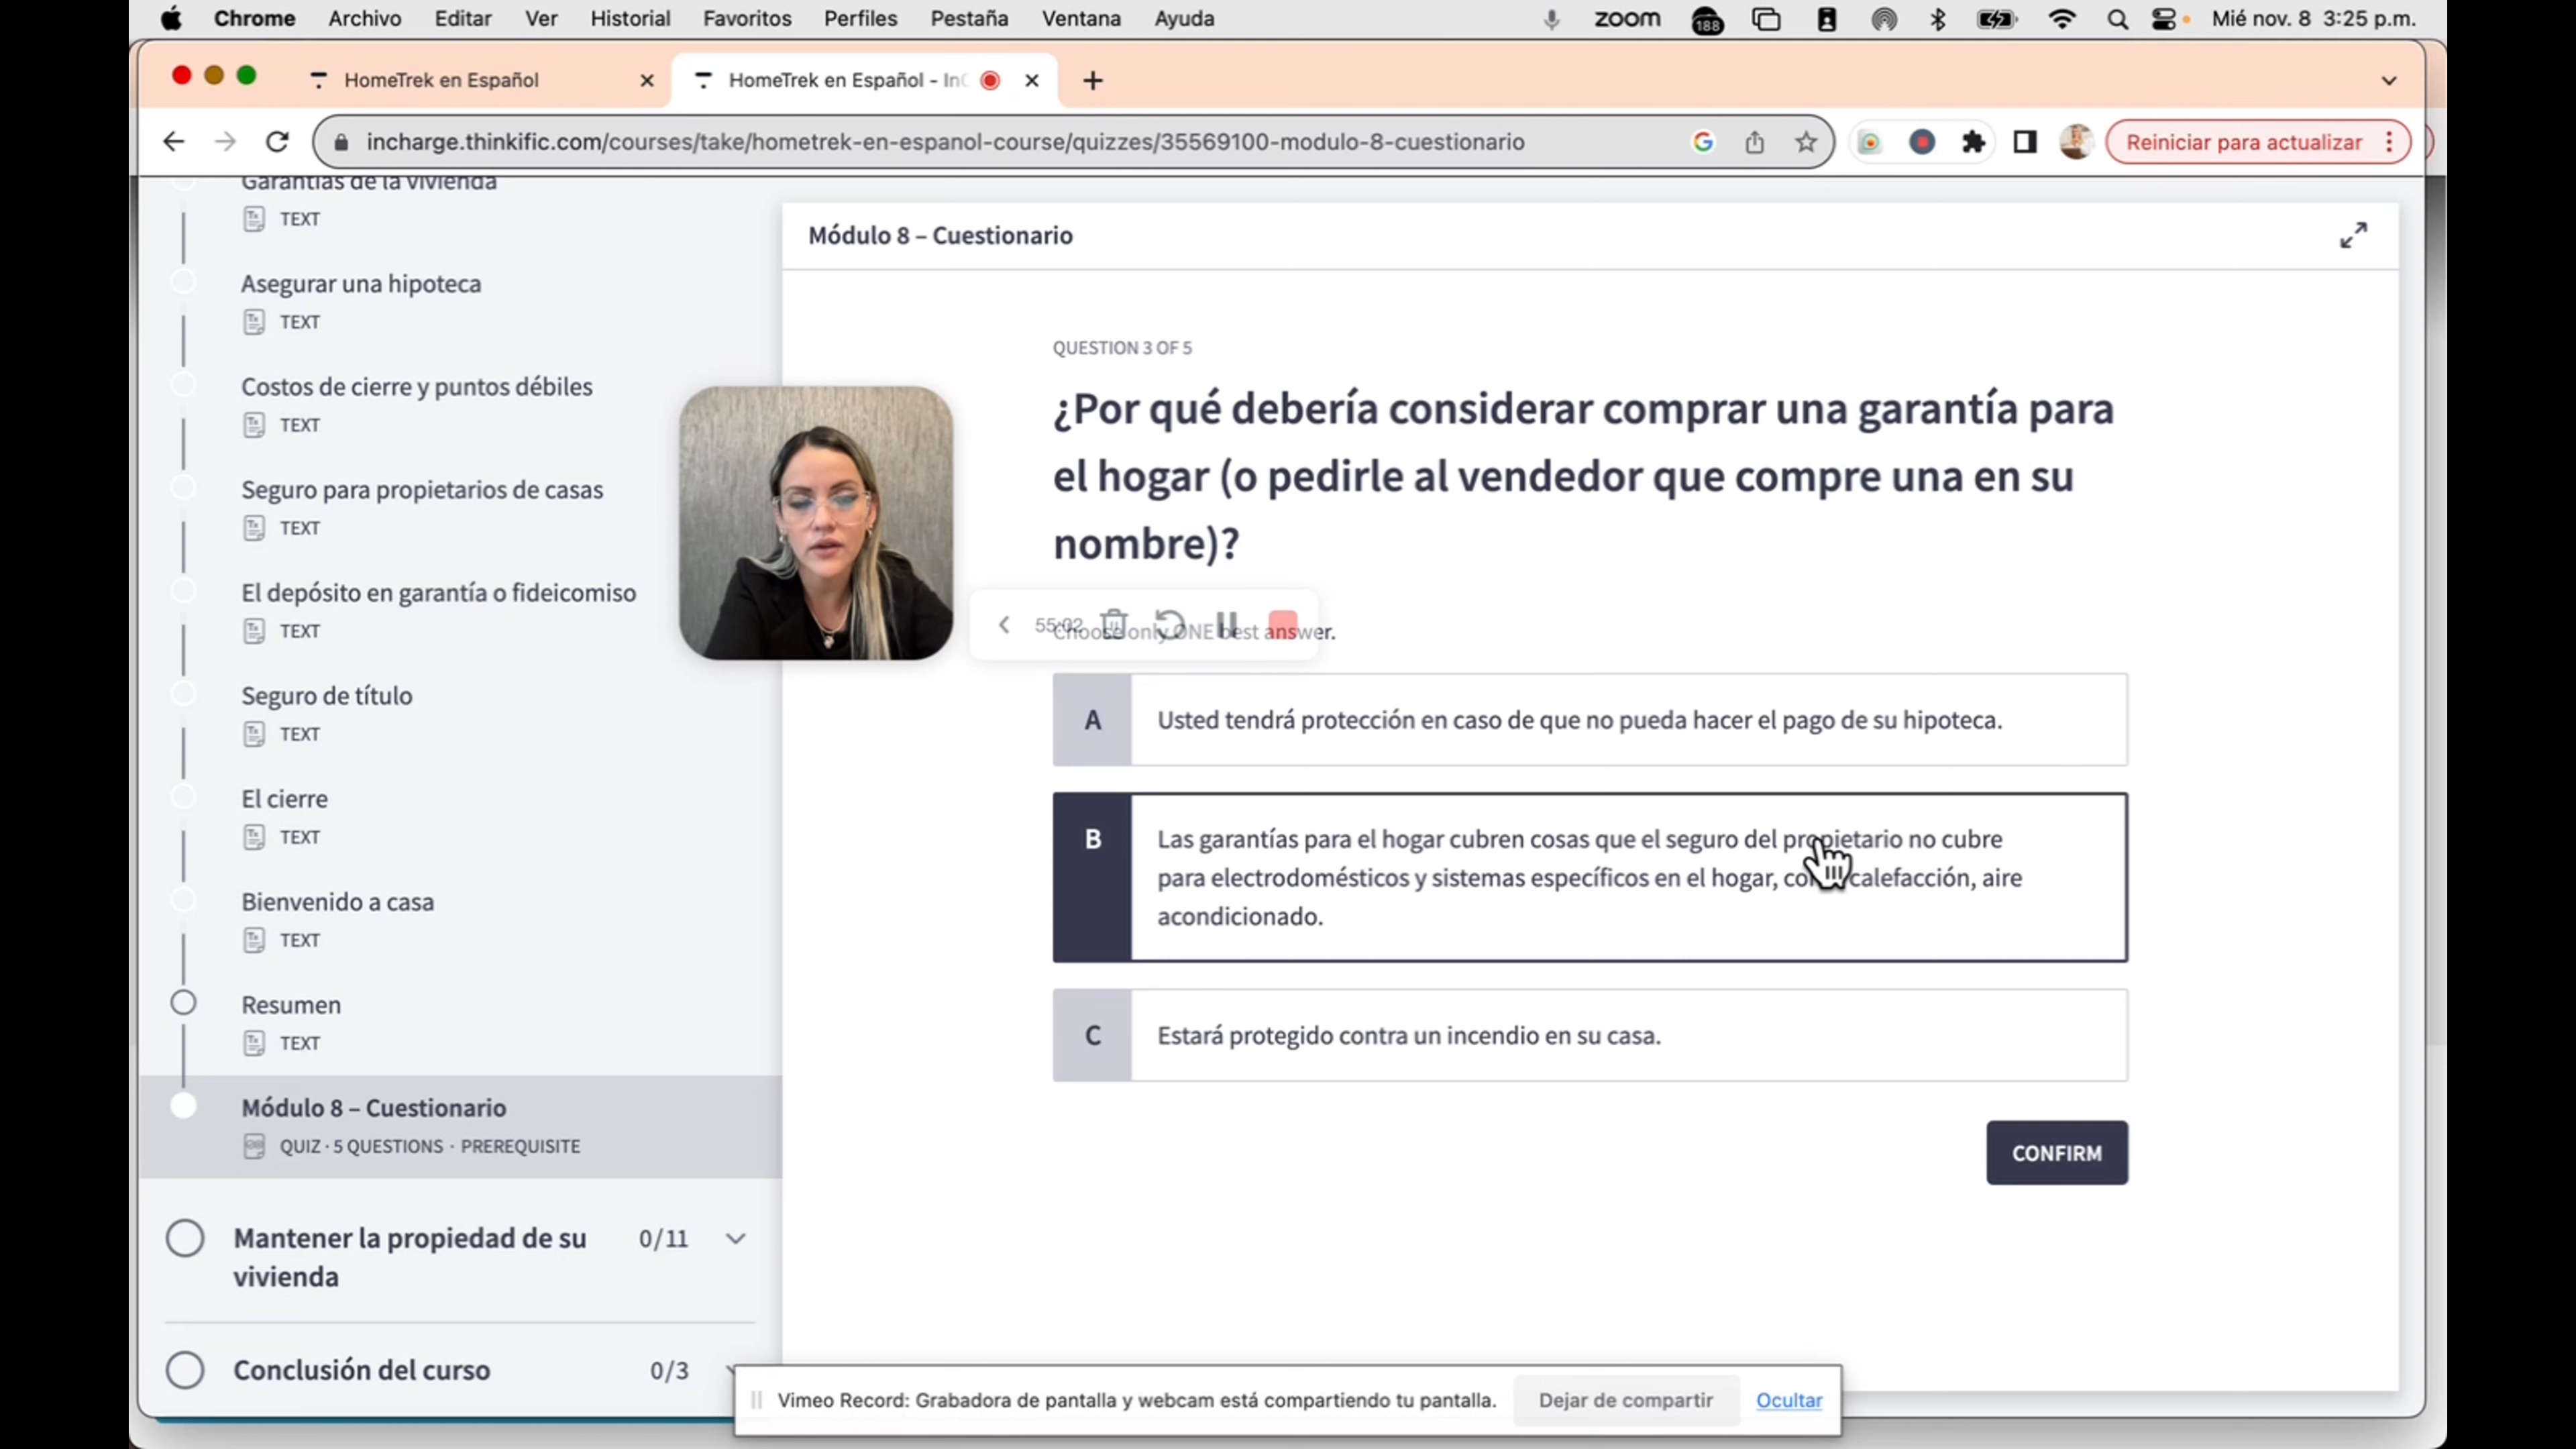 Chrome Archivo Editar Ver Historial Favoritos Perfiles Pestaña Ventana Ayuda zoom 188 Mié nov. 8 3:25 p.m.
HomeTrek en Español HomeTrek en Español - In
incharge.thinkific.com/courses/take/hometrek-en-espanol-course/quizzes/35569100-modulo-8-cuestionario Reiniciar para actualizar
Garantías de la vivienda
TEXT
Asegurar una hipoteca
TEXT
Costos de cierre y puntos débiles
TEXT
Seguro para propietarios de casas
TEXT
El depósito en garantía o fideicomiso
TEXT
Seguro de título
TEXT
El cierre
TEXT
Bienvenido a casa
TEXT
Resumen
TEXT
Módulo 8 – Cuestionario
QUIZ · 5 QUESTIONS · PREREQUISITE
Mantener la propiedad de su 0/11
vivienda
Conclusión del curso 0/3
Módulo 8 – Cuestionario
QUESTION 3 OF 5
¿Por qué debería considerar comprar una garantía para
el hogar (o pedirle al vendedor que compre una en su
nombre)?
55:02
Choose only ONE best answer.
A Usted tendrá protección en caso de que no pueda hacer el pago de su hipoteca.
B Las garantías para el hogar cubren cosas que el seguro del propietario no cubre
para electrodomésticos y sistemas específicos en el hogar, como calefacción, aire
acondicionado.
C Estará protegido contra un incendio en su casa.
CONFIRM
Vimeo Record: Grabadora de pantalla y webcam está compartiendo tu pantalla. Dejar de compartir Ocultar